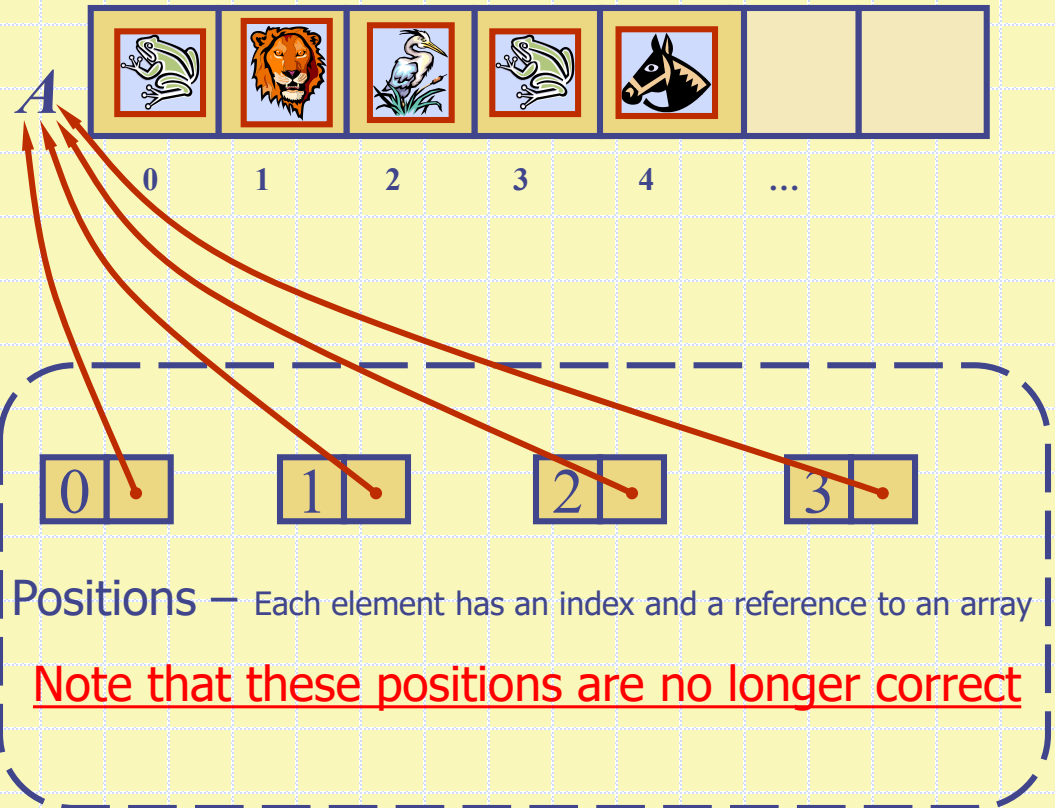 A
0 1 2 3 4 ...
0 1 2 3
Positions – Each element has an index and a reference to an array
Note that these positions are no longer correct